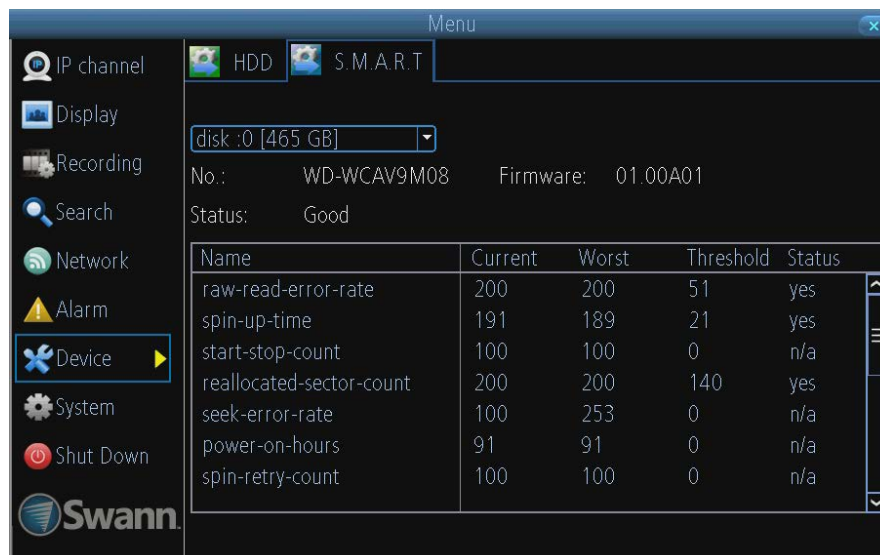 Menu
IP channel
Display
Recording
Search
Network
Alarm
Device
System
Shut Down
Swann
HDD S.M.A.R.T
disk :0 [465 GB]
No.: WD-WCAV9M08 Firmware: 01.00A01
Status: Good
Name Current Worst Threshold Status
raw-read-error-rate 200 200 51 yes
spin-up-time 191 189 21 yes
start-stop-count 100 100 0 n/a
reallocated-sector-count 200 200 140 yes
seek-error-rate 100 253 0 n/a
power-on-hours 91 91 0 n/a
spin-retry-count 100 100 0 n/a